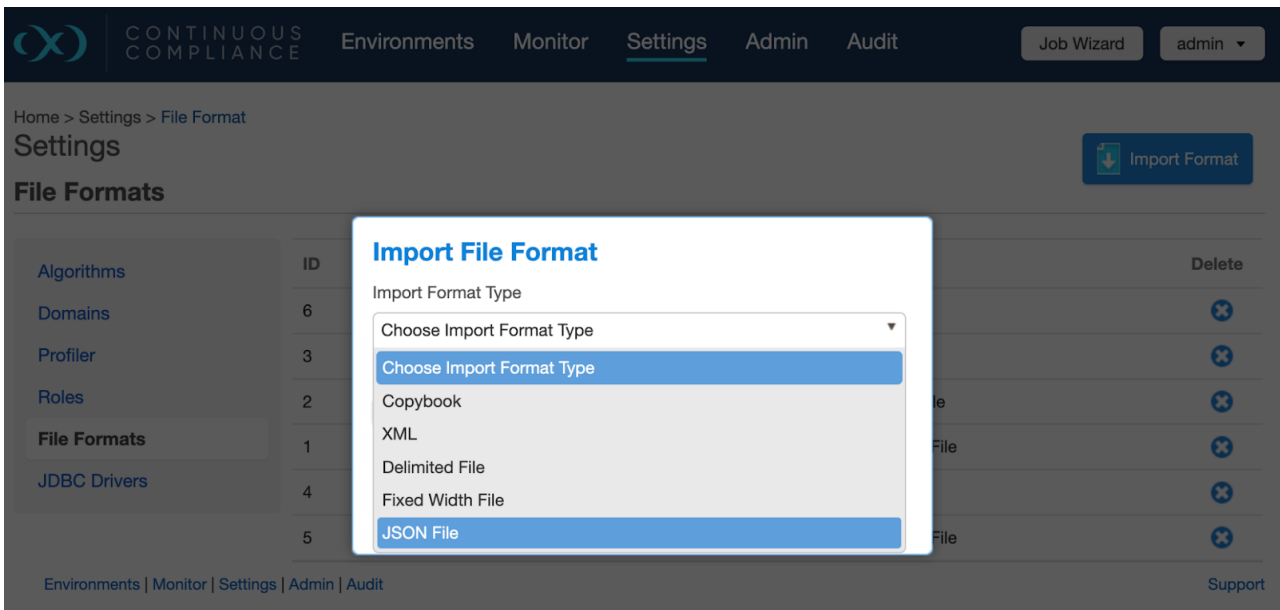 CONTINUOUS
COMPLIANCE
Environments Monitor Settings Admin Audit
Job Wizard
admin
Home > Settings > File Format
Settings
Import Format
File Formats
Algorithms
Domains
Profiler
Roles
File Formats
JDBC Drivers
ID Delete
6
3
2 le
1 File
4
5 File
Import File Format
Import Format Type
Choose Import Format Type
Choose Import Format Type
Copybook
XML
Delimited File
Fixed Width File
JSON File
Environments | Monitor | Settings | Admin | Audit
Support